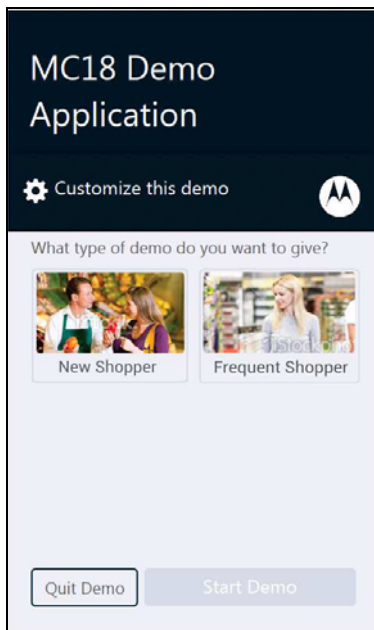 MC18 Demo
Application
Customize this demo
What type of demo do you want to give?
New Shopper
Frequent Shopper
Quit Demo
Start Demo